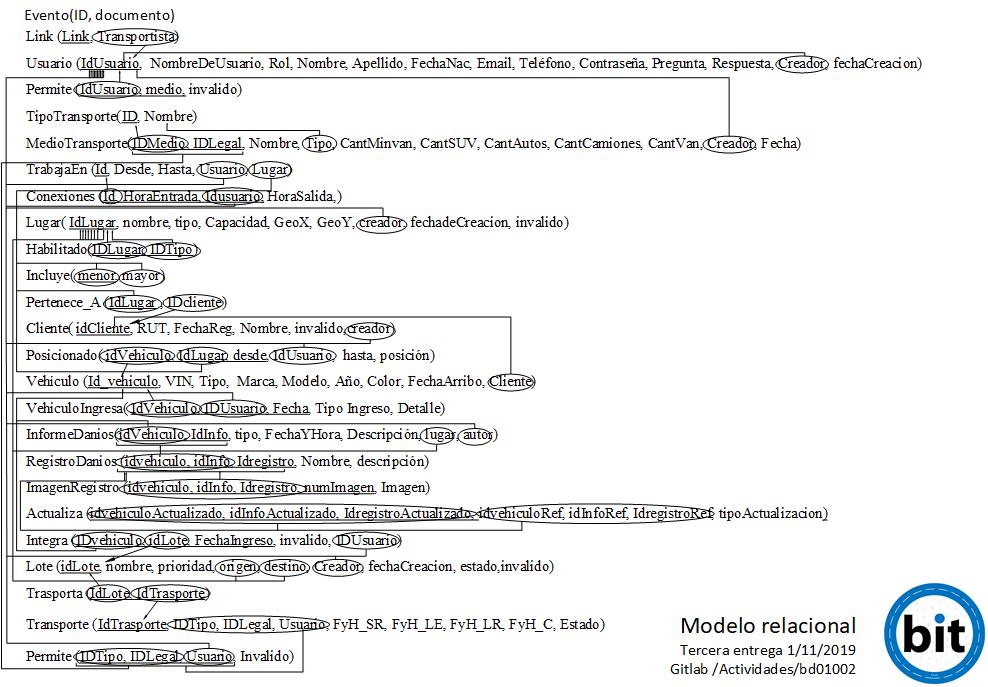 Evento(ID, documento)
Link (Link, Transportista)
Usuario (IdUsuario, NombreDeUsuario, Rol, Nombre, Apellido, FechaNac, Email, Teléfono, Contraseña, Pregunta, Respuesta, Creador, fechaCreacion)
Permite (IdUsuario, medio, invalido)
TipoTransporte(ID, Nombre)
MedioTransporte(IDMedio, IDLegal, Nombre, Tipo, CantMinvan, CantSUV, CantAutos, CantCamiones, CantVan, Creador, Fecha)
TrabajaEn (Id, Desde, Hasta, Usuario, Lugar)
Conexiones (Id, HoraEntrada, Idusuario, HoraSalida,)
Lugar( IdLugar, nombre, tipo, Capacidad, GeoX, GeoY, creador, fechadeCreacion, invalido)
Habilitado(IDLugar, IDTipo)
Incluye(menor, mayor)
Pertenece_A (IdLugar, IDcliente)
Cliente( idCliente, RUT, FechaReg, Nombre, invalido, creador)
Posicionado(idVehiculo, IdLugar, desde, IdUsuario, hasta, posición)
Vehiculo (Id_vehiculo, VIN, Tipo, Marca, Modelo, Año, Color, FechaArribo, Cliente)
VehiculoIngresa(IdVehiculo, IDUsuario, Fecha, Tipo Ingreso, Detalle)
InformeDanios(idVehiculo, IdInfo, tipo, FechaYHora, Descripción, lugar, autor)
RegistroDanios (idvehiculo, idInfo, Idregistro, Nombre, descripción)
ImagenRegistro (idvehiculo, idInfo, Idregistro, numImagen, Imagen)
Actualiza (idvehiculoActualizado, idInfoActualizado, IdregistroActualizado, idvehiculoRef, idInfoRef, IdregistroRef, tipoActualizacion)
Integra (IDvehiculo, idLote, FechaIngreso, invalido, IDUsuario)
Lote (idLote, nombre, prioridad, origen, destino, Creador, fechaCreacion, estado,invalido)
Trasporta (IdLote, IdTrasporte)
Transporte (IdTrasporte, IDTipo, IDLegal, Usuario, FyH_SR, FyH_LE, FyH_LR, FyH_C, Estado)
Permite (IDTipo, IDLegal, Usuario, Invalido)
Modelo relacional
Tercera entrega 1/11/2019
Gitlab /Actividades/bd01002
bit